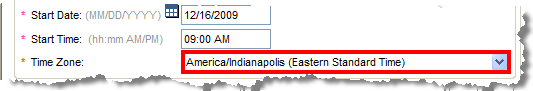 * Start Date: (MM/DD/YYYY) 12/16/2009
* Start Time: (hh:mm AM/PM) 09:00 AM
* Time Zone: America/Indianapolis (Eastern Standard Time)